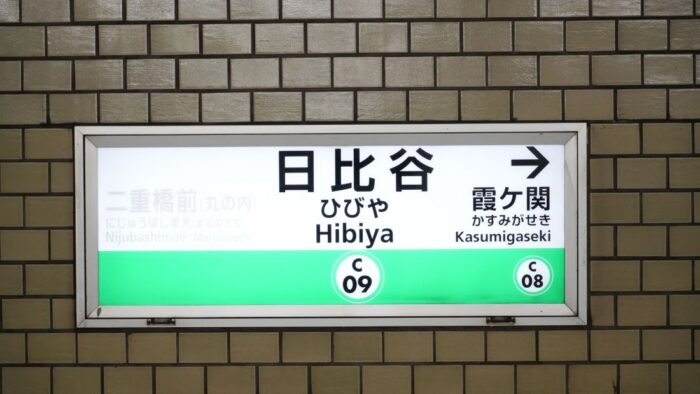 二重橋前〈丸の内〉
にじゅうばしまえ
Nijubashimae
日比谷
ひびや
Hibiya
C
09
→
霞ケ関
かすみがせき
Kasumigaseki
C
08